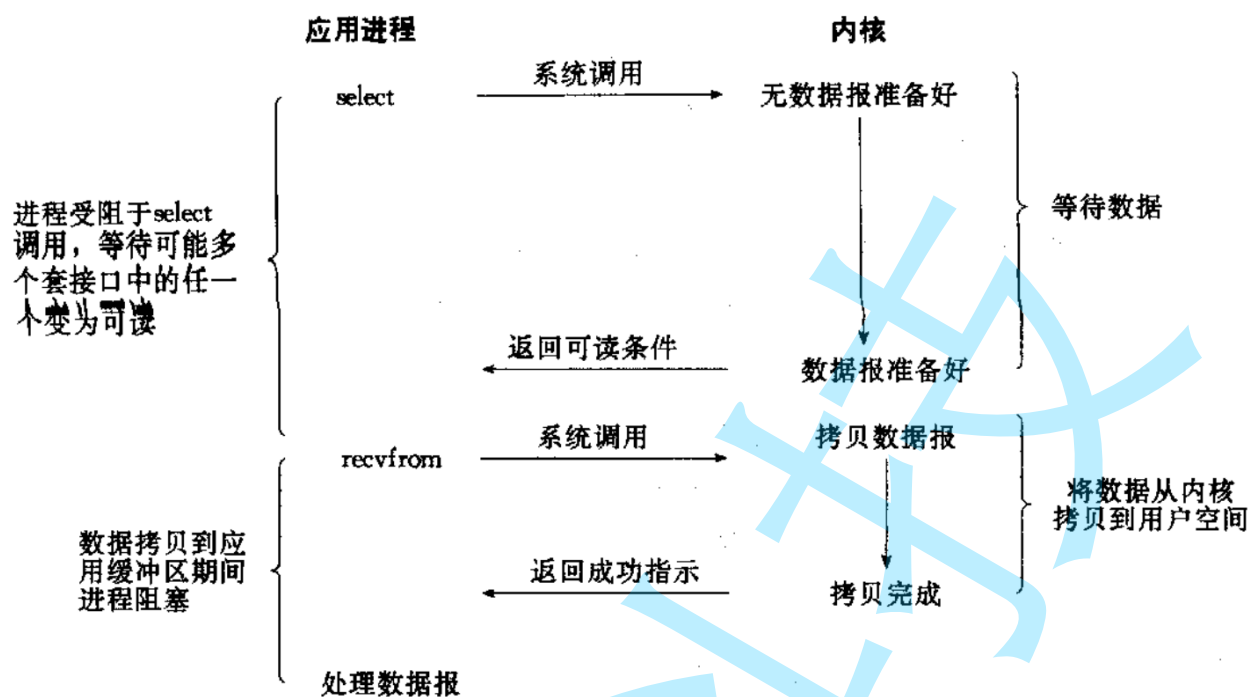 应用进程
内核
select
系统调用
无数据报准备好
进程受阻于select
调用，等待可能多
个套接口中的任一
个变为可读
等待数据
返回可读条件
数据报准备好
recvfrom
系统调用
拷贝数据报
将数据从内核
拷贝到用户空间
数据拷贝到应
用缓冲区期间
进程阻塞
返回成功指示
拷贝完成
处理数据报